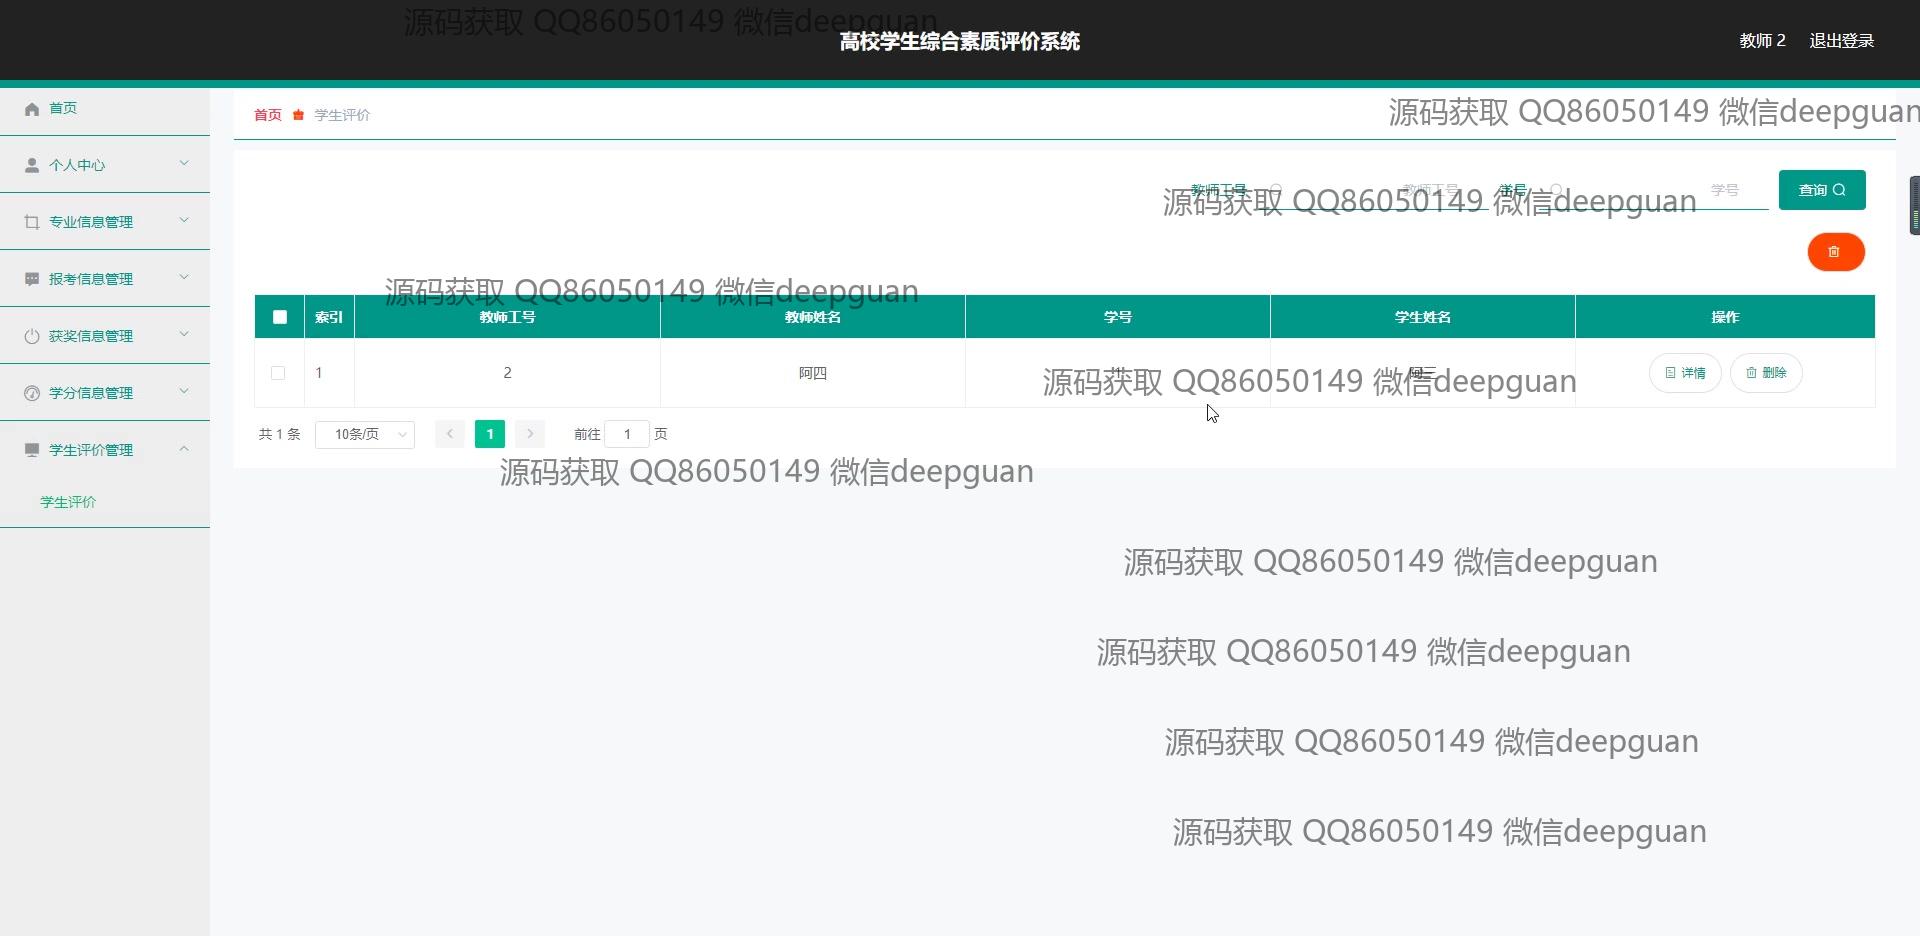 源码获取 QQ86050149 微信deepguan
高校学生综合素质评价系统
教师 2 退出登录
首页
个人中心
专业信息管理
报考信息管理
获奖信息管理
学分信息管理
学生评价管理
学生评价
首页 学生评价
源码获取 QQ86050149 微信deepguan
教师工号 教师工号 学号 学号 查询
源码获取 QQ86050149 微信deepguan
源码获取 QQ86050149 微信deepguan
索引 教师工号 教师姓名 学号 学生姓名 操作
1 2 阿四 阿三 详情 删除
源码获取 QQ86050149 微信deepguan
共 1 条 10条/页 1 前往 1 页
源码获取 QQ86050149 微信deepguan
源码获取 QQ86050149 微信deepguan
源码获取 QQ86050149 微信deepguan
源码获取 QQ86050149 微信deepguan
源码获取 QQ86050149 微信deepguan